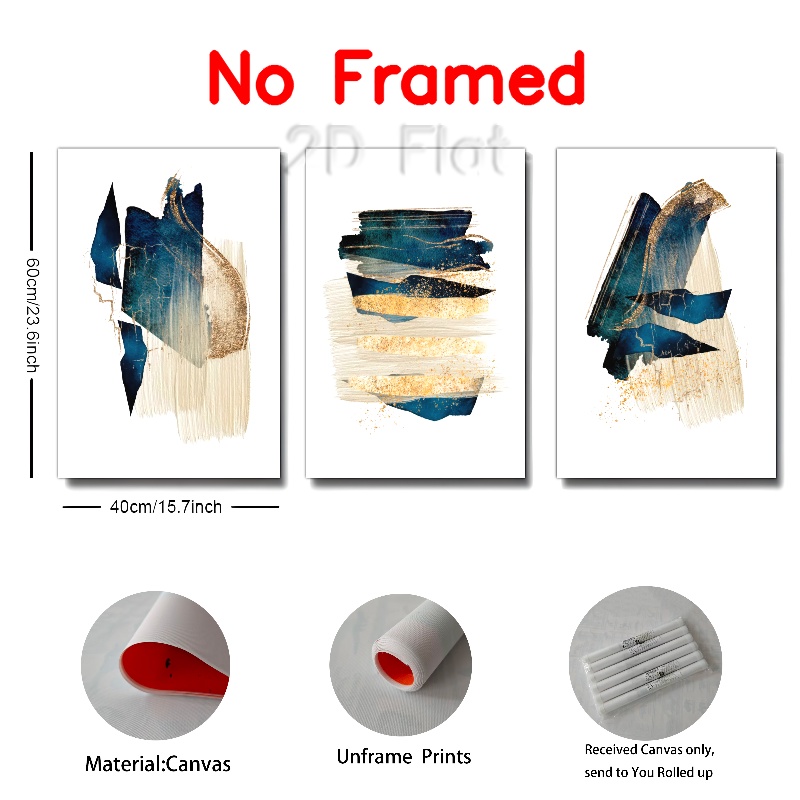 No Framed
2D Flat
60cm/23.6inch
40cm/15.7inch
Material:Canvas
Unframe Prints
Received Canvas only,
send to You Rolled up